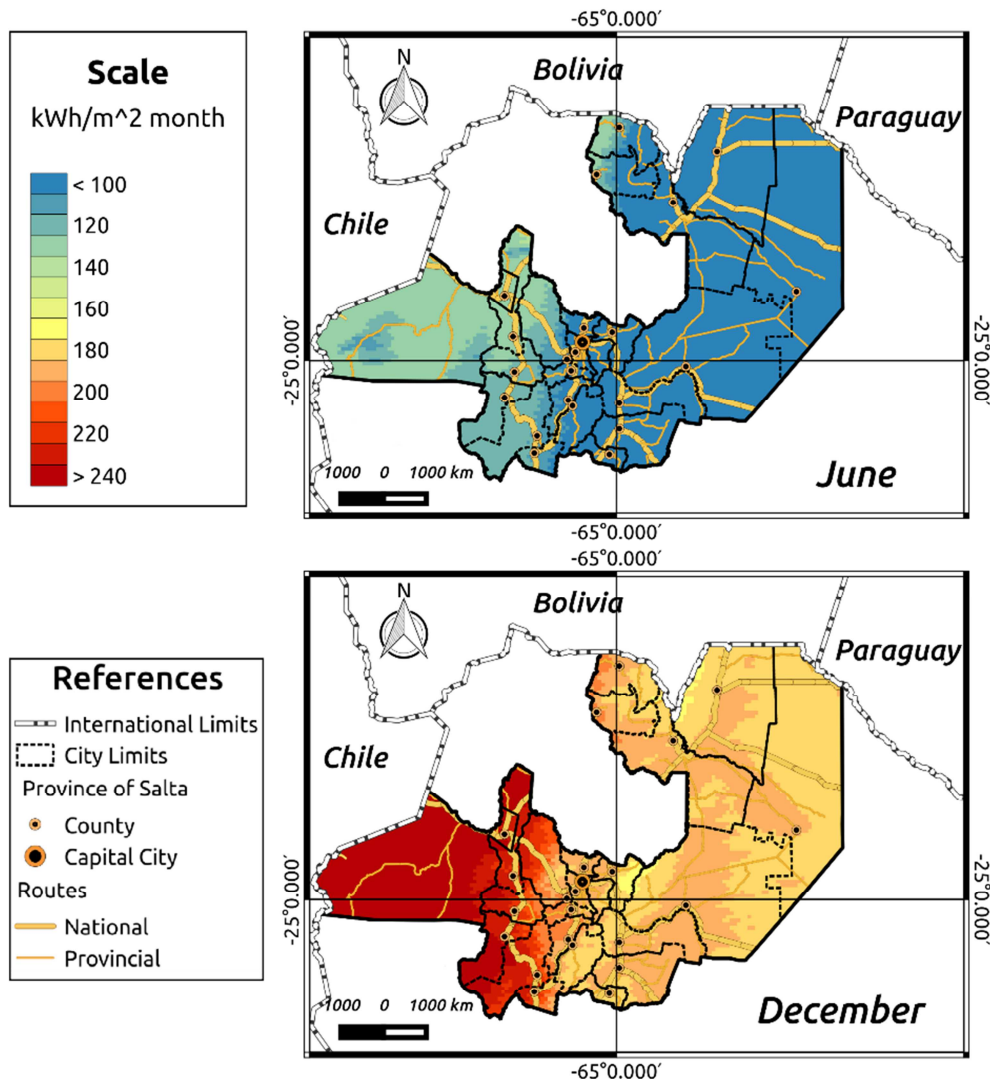 Scale
kWh/m^2 month
< 100
120
140
160
180
200
220
> 240
-65°0.000′
N
Bolivia
Paraguay
Chile
-25°0.000′
1000 0 1000 km
June
-65°0.000′
-65°0.000′
N
Bolivia
Paraguay
Chile
-25°0.000′
-25°0.000′
1000 0 1000 km
December
-65°0.000′
-25°0.000′
References
International Limits
City Limits
Province of Salta
County
Capital City
Routes
National
Provincial